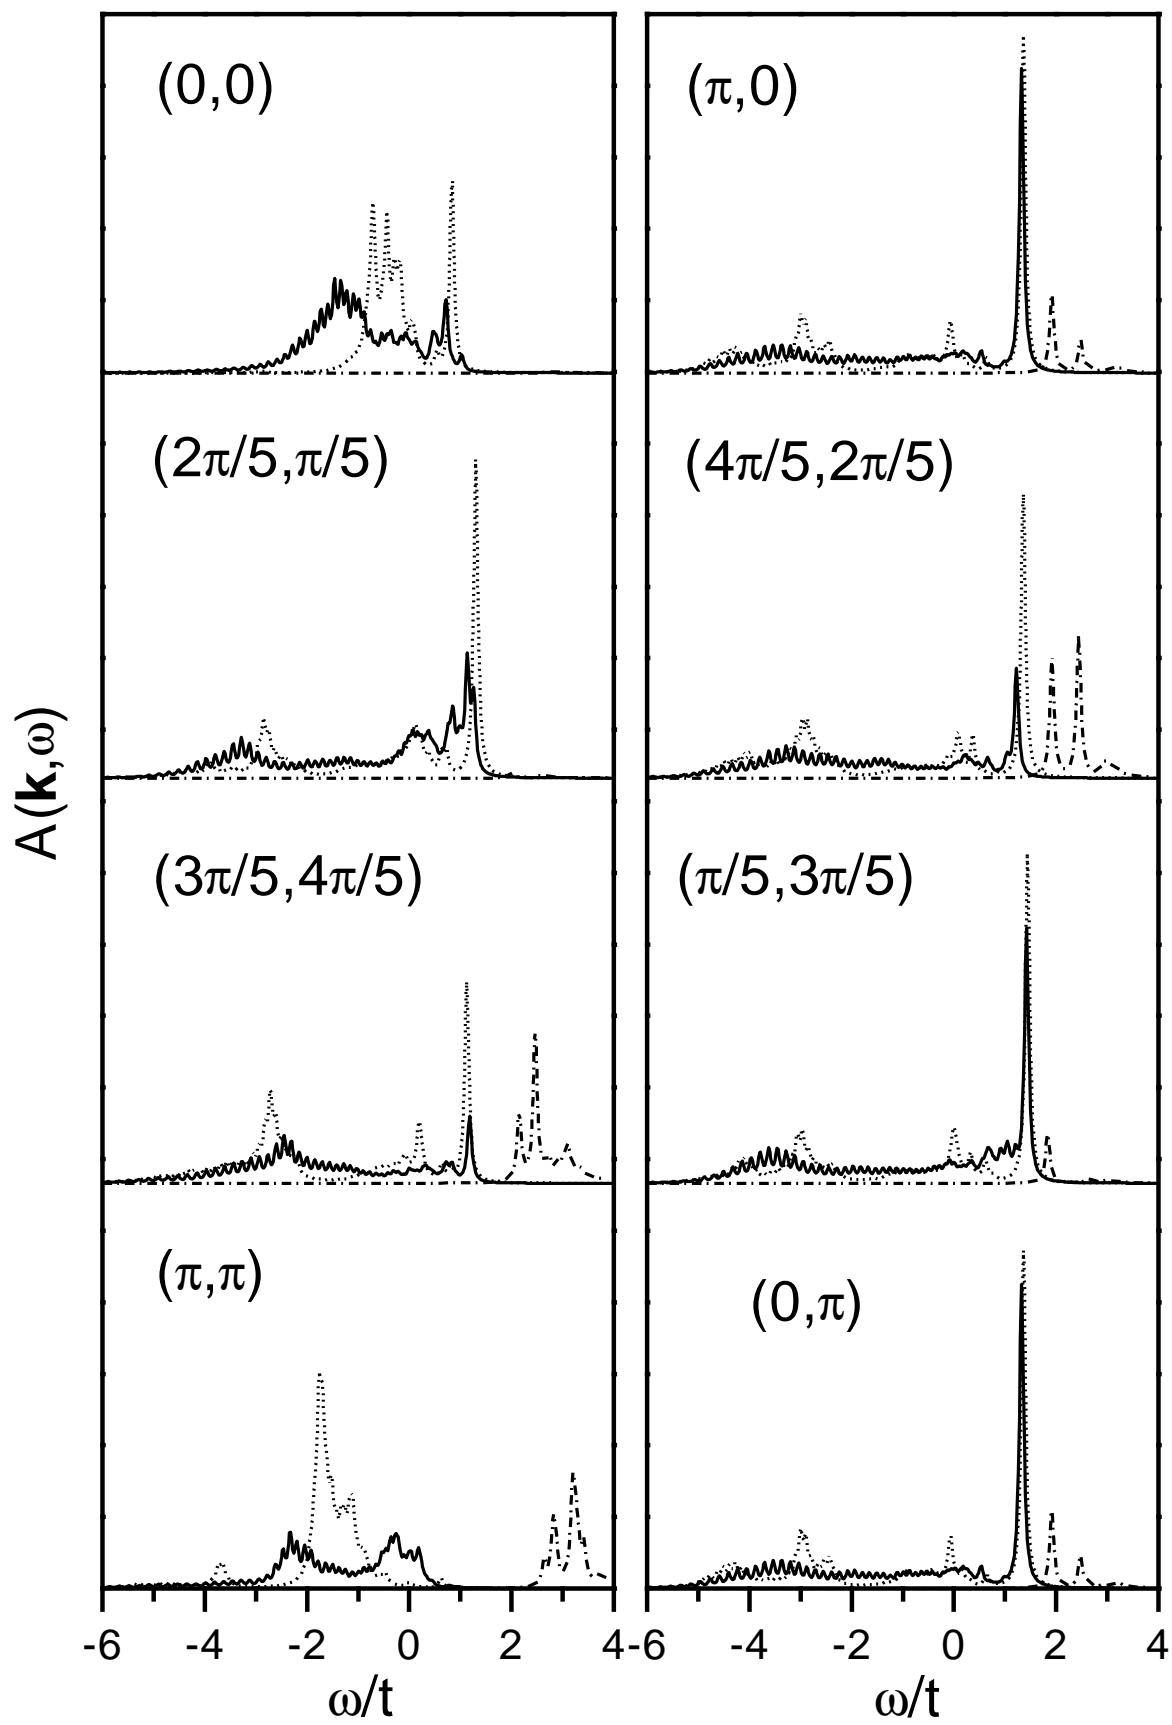 (0,0)
(π,0)
(2π/5,π/5)
(4π/5,2π/5)
A(k,ω)
(3π/5,4π/5)
(π/5,3π/5)
(π,π)
(0,π)
-6 -4 -2 0 2 4
-6 -4 -2 0 2 4
ω/t
ω/t